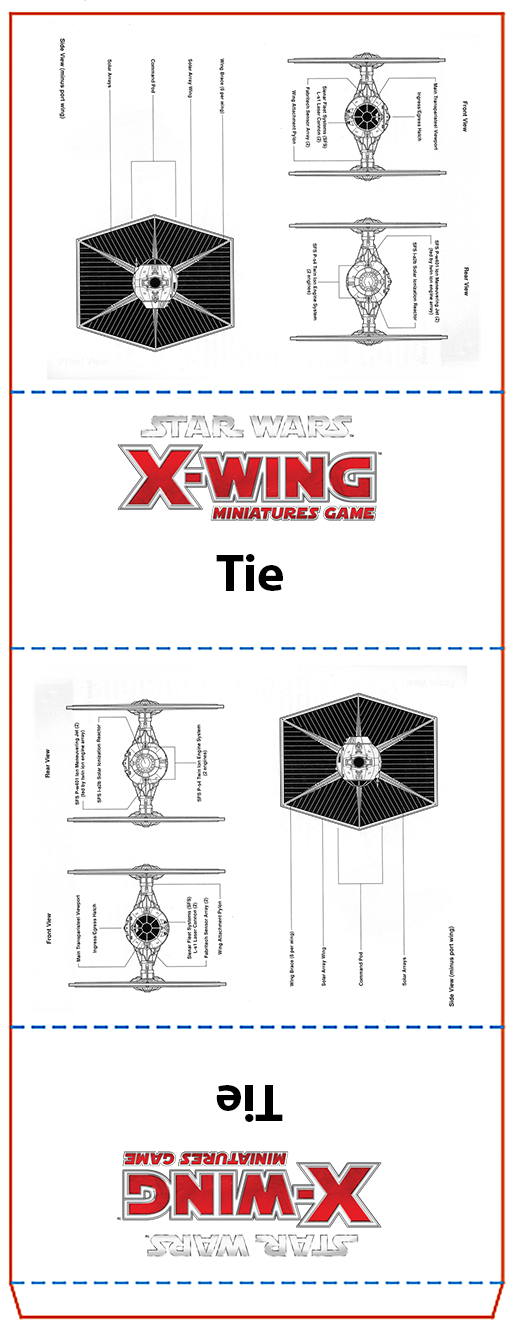 Side View (minus port wing)
Solar Arrays
Command Pod
Solar Array Wing
Wing Brace (6 per wing)
Front View
Main Transparisteel Viewport
Ingress/Egress Hatch
Sienar Fleet Systems (SFS)
L-s1 Laser Cannon (2)
Fabritech Sensor Array (2)
Wing Attachment Pylon
Rear View
SFS P-w401 Ion Maneuvering Jet (2)
(fed by twin ion engine array)
SFS I-a2b Solar Ionization Reactor
SFS P-s4 Twin Ion Engine System
(2 engines)
STAR WARS
X-WING™
MINIATURES GAME
Tie
Rear View
SFS P-w401 Ion Maneuvering Jet (2)
(fed by twin ion engine array)
SFS I-a2b Solar Ionization Reactor
SFS P-s4 Twin Ion Engine System
(2 engines)
Front View
Main Transparisteel Viewport
Ingress/Egress Hatch
Sienar Fleet Systems (SFS)
L-s1 Laser Cannon (2)
Fabritech Sensor Array (2)
Wing Attachment Pylon
Wing Brace (6 per wing)
Solar Array Wing
Command Pod
Solar Arrays
Side View (minus port wing)
Tie
MINIATURES GAME
X-WING™
STAR WARS